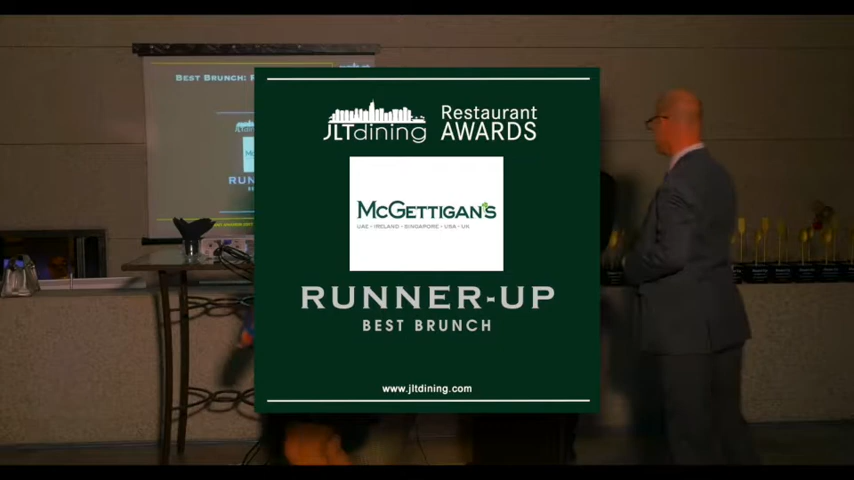 BEST BRUNCH: R
JLTdining
Restaurant
AWARDS
McGETTIGAN'S
UAE • IRELAND • SINGAPORE • USA • UK
RUNNER-UP
BEST BRUNCH
www.jltdining.com
RUN